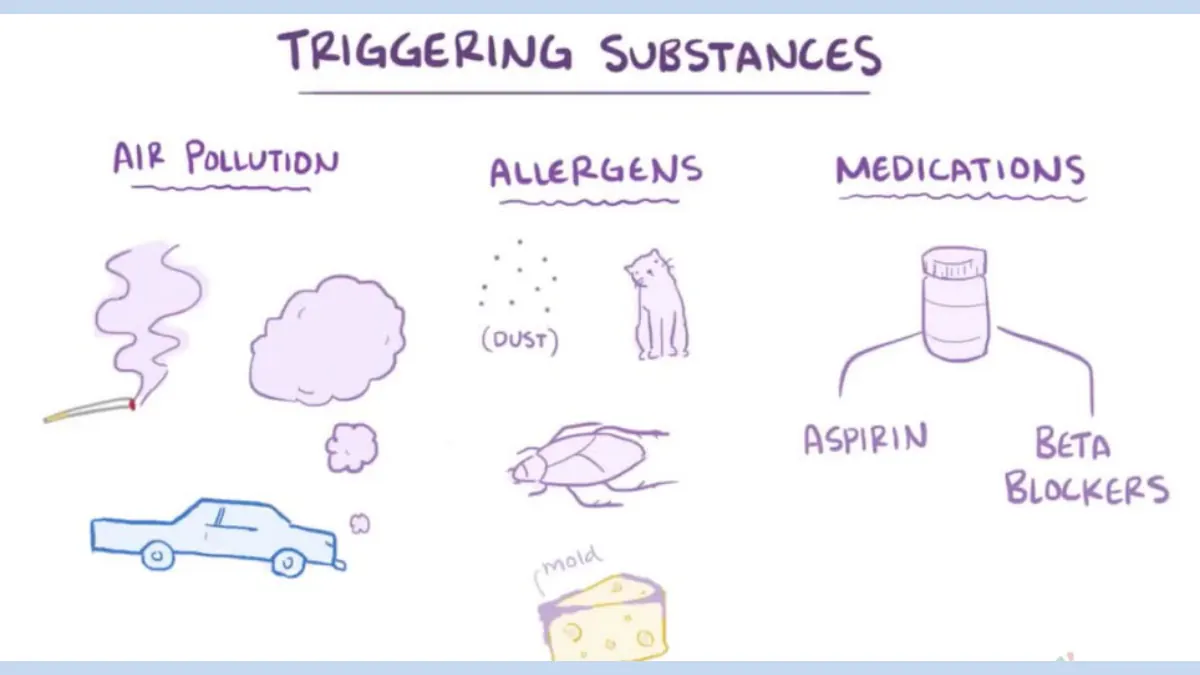 TRIGGERING SUBSTANCES
AIR POLLUTION
ALLERGENS
MEDICATIONS
(DUST)
ASPIRIN
BETA
BLOCKERS
mold